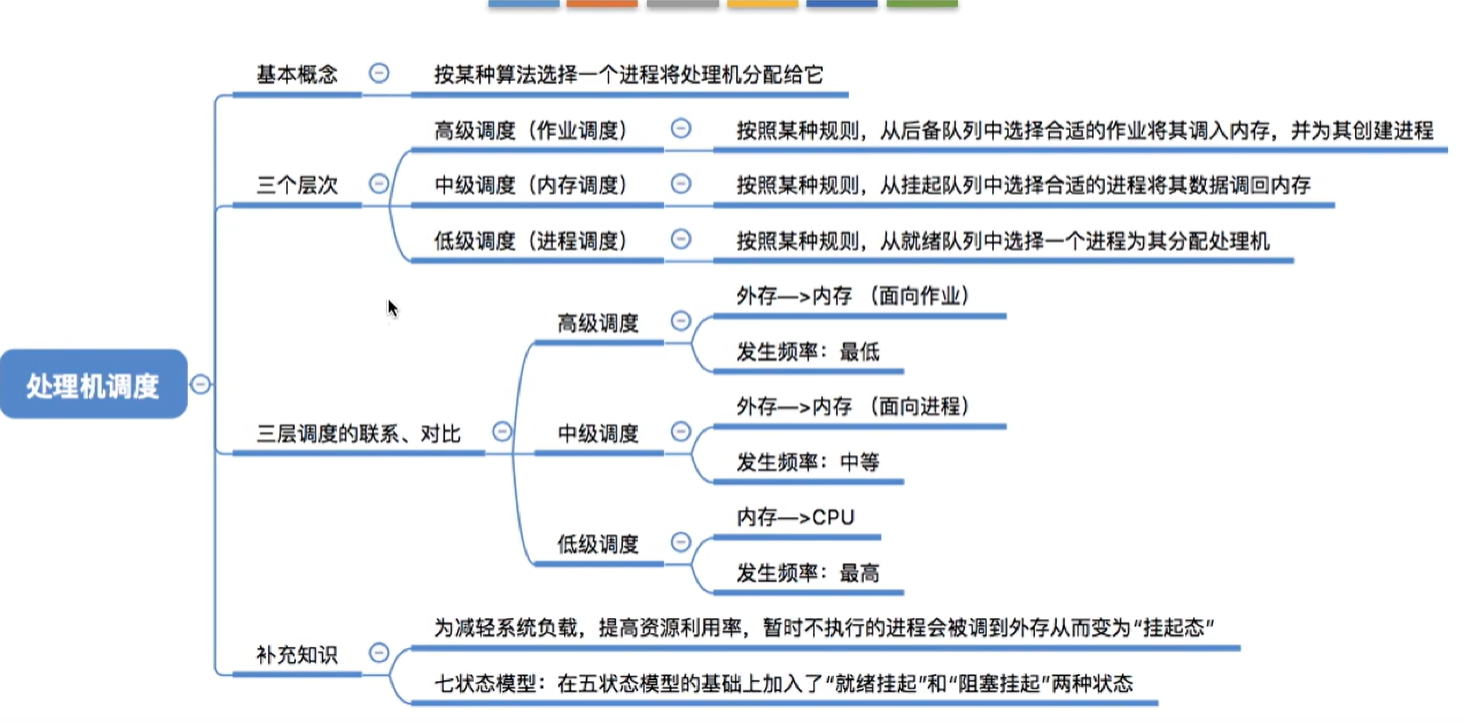 基本概念
按某种算法选择一个进程将处理机分配给它
三个层次
高级调度（作业调度）
按照某种规则，从后备队列中选择合适的作业将其调入内存，并为其创建进程
中级调度（内存调度）
按照某种规则，从挂起队列中选择合适的进程将其数据调回内存
低级调度（进程调度）
按照某种规则，从就绪队列中选择一个进程为其分配处理机
处理机调度
三层调度的联系、对比
高级调度
外存—>内存 （面向作业）
发生频率：最低
中级调度
外存—>内存 （面向进程）
发生频率：中等
低级调度
内存—>CPU
发生频率：最高
补充知识
为减轻系统负载，提高资源利用率，暂时不执行的进程会被调到外存从而变为“挂起态”
七状态模型：在五状态模型的基础上加入了“就绪挂起”和“阻塞挂起”两种状态